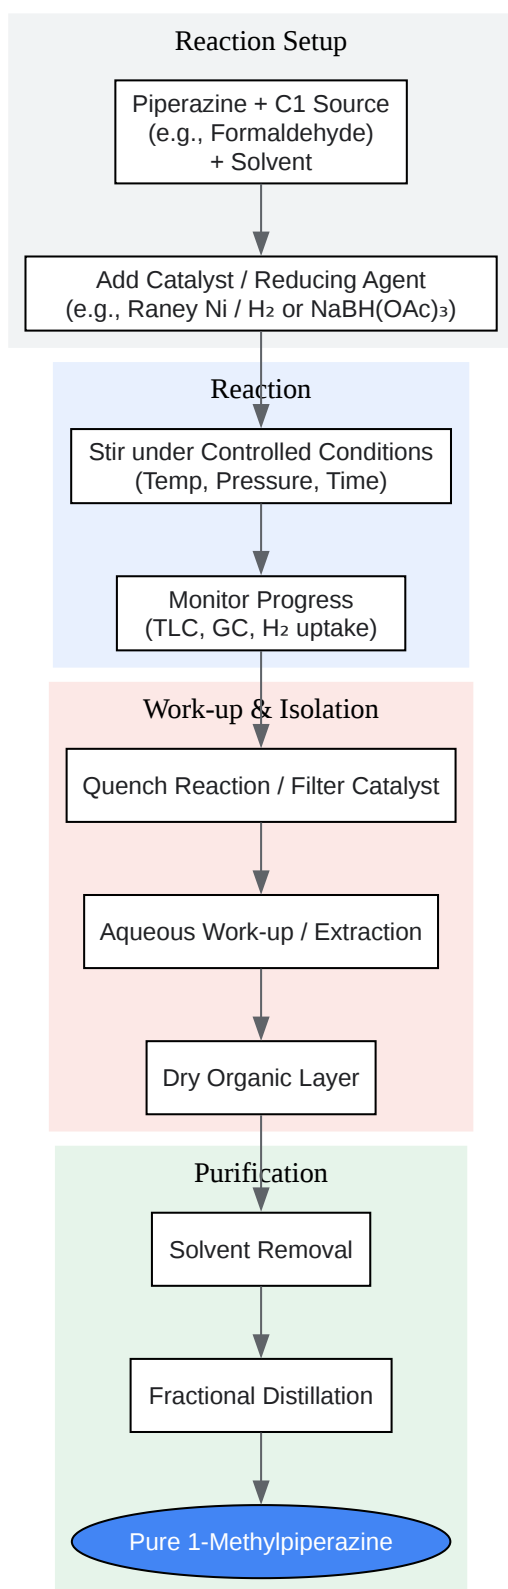 Reaction Setup
Piperazine + C1 Source
(e.g., Formaldehyde)
+ Solvent
Add Catalyst / Reducing Agent
(e.g., Raney Ni / H₂ or NaBH(OAc)₃)
Reaction
Stir under Controlled Conditions
(Temp, Pressure, Time)
Monitor Progress
(TLC, GC, H₂ uptake)
Work-up & Isolation
Quench Reaction / Filter Catalyst
Aqueous Work-up / Extraction
Dry Organic Layer
Purification
Solvent Removal
Fractional Distillation
Pure 1-Methylpiperazine